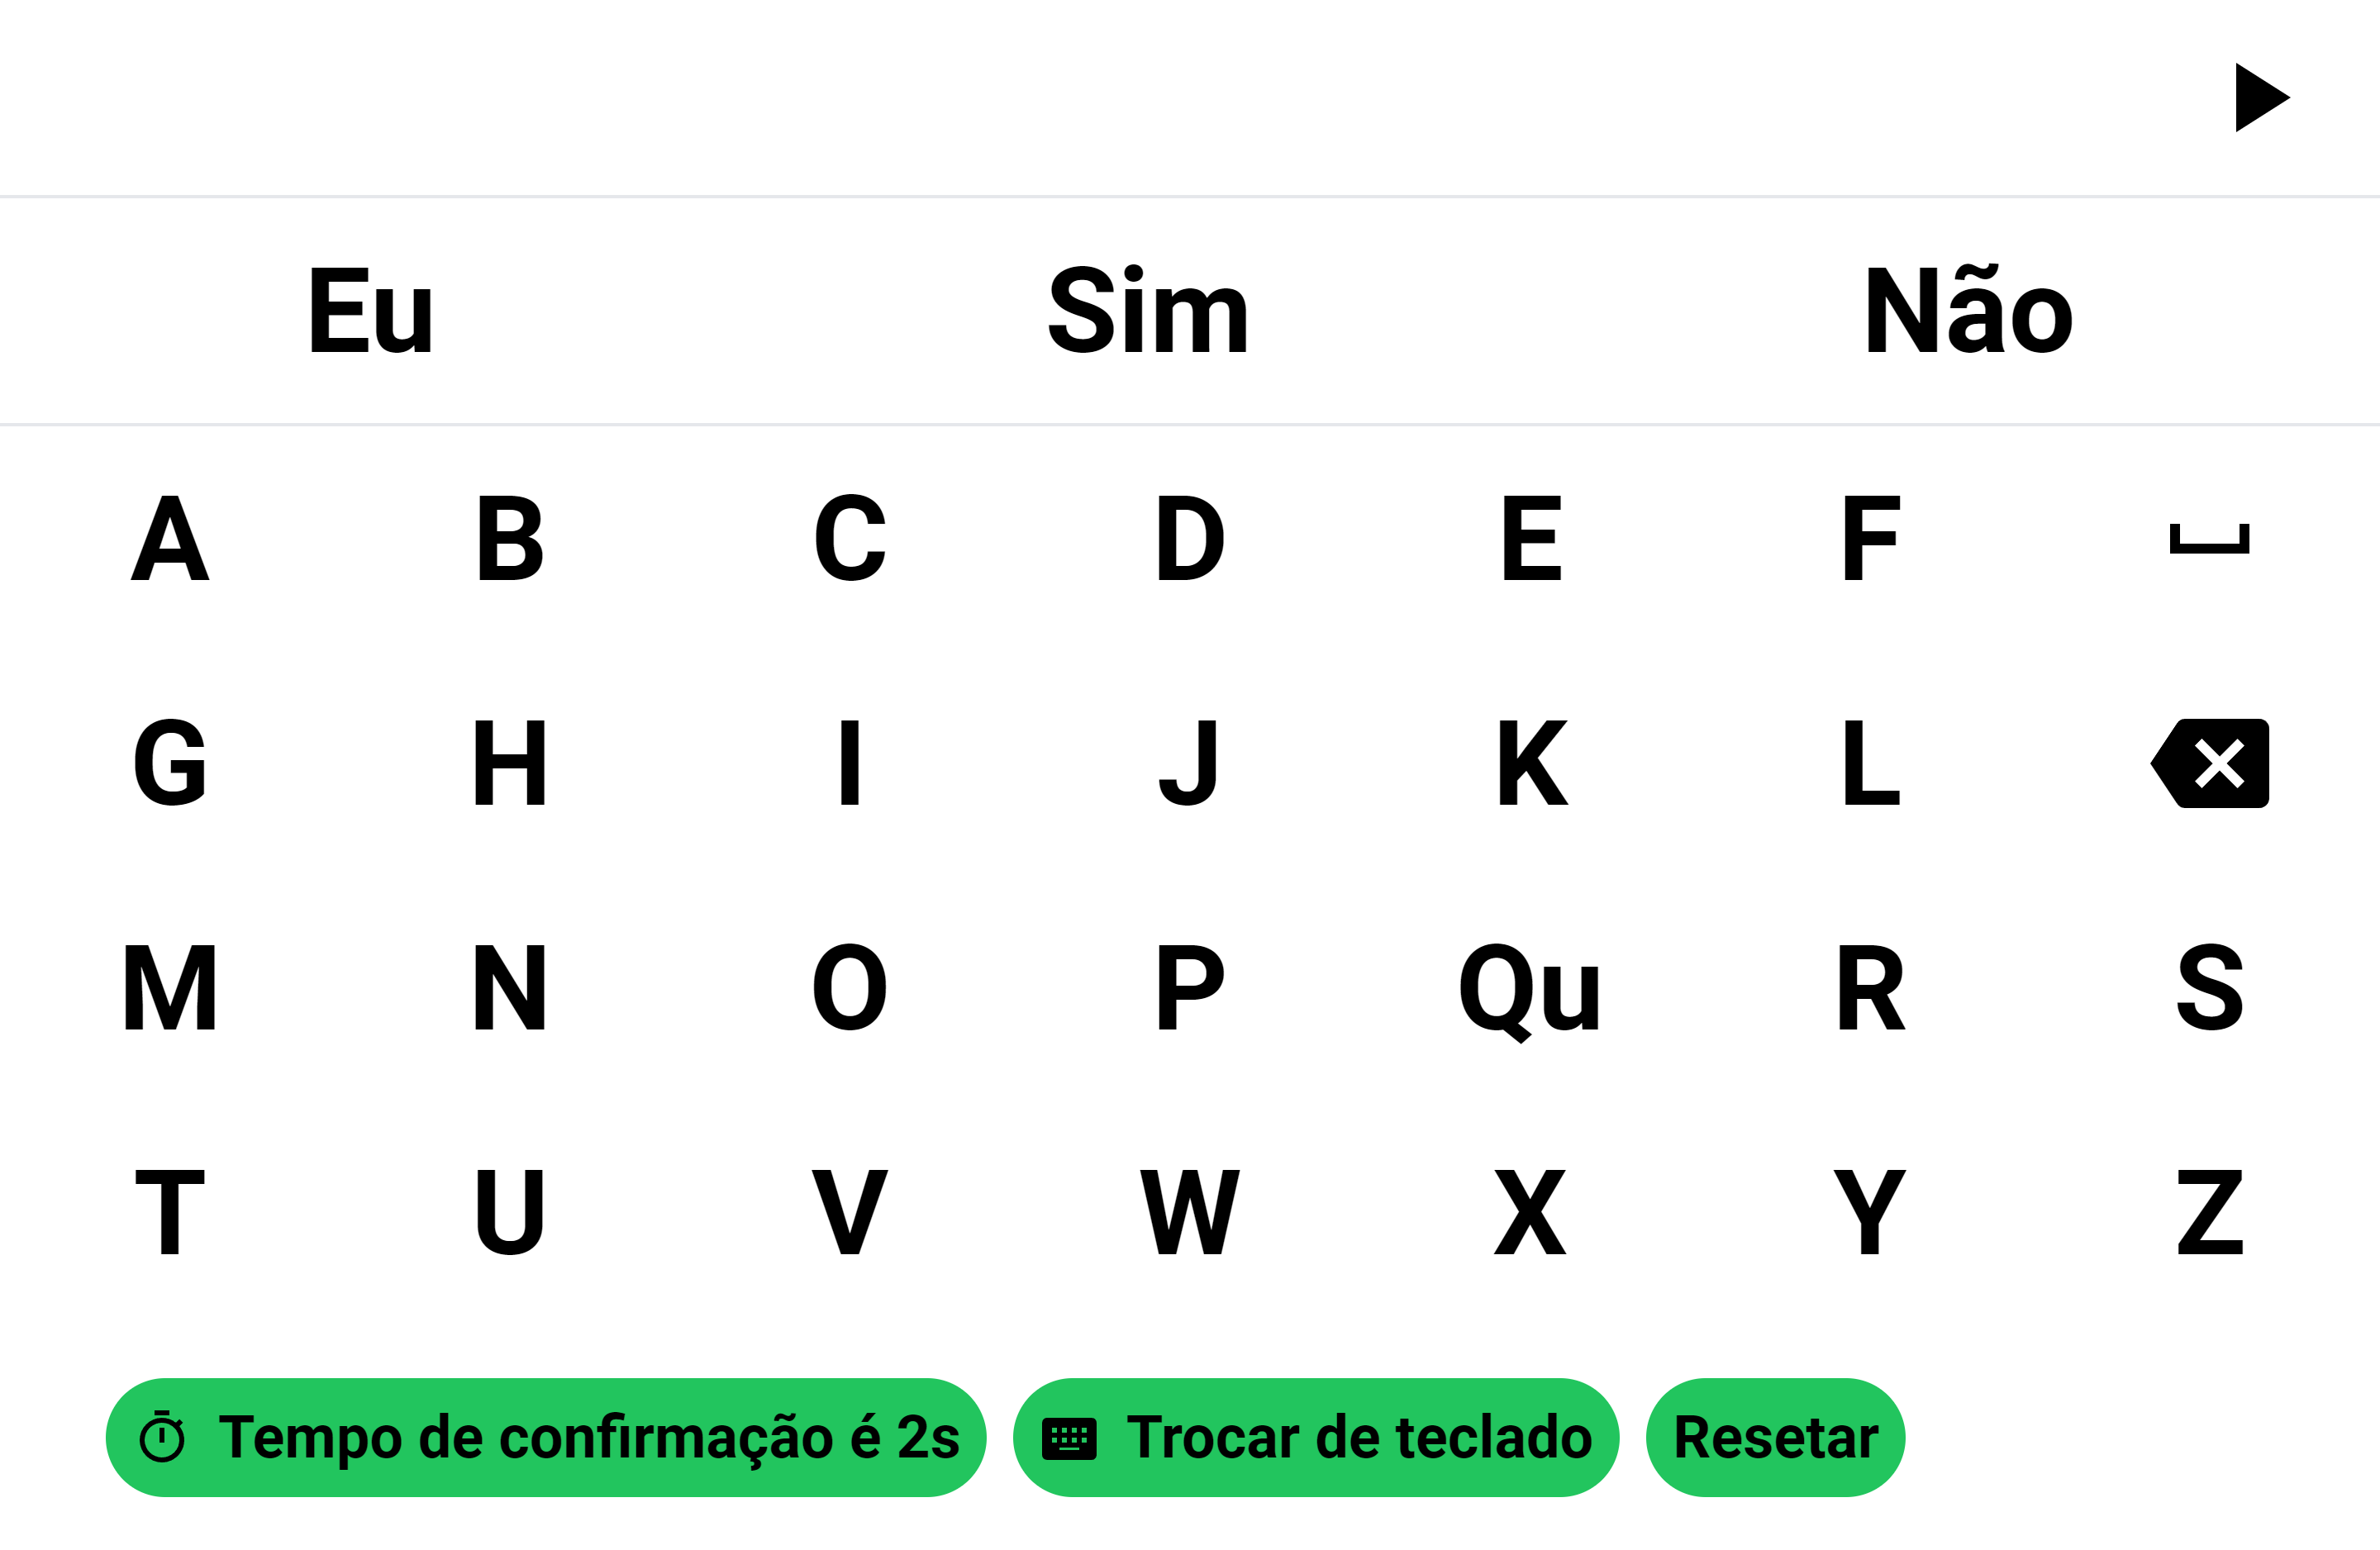 Eu Sim Não
A B C D E F
G H I J K L
M N O P Qu R S
T U V W X Y Z
Tempo de confirmação é 2s Trocar de teclado Resetar